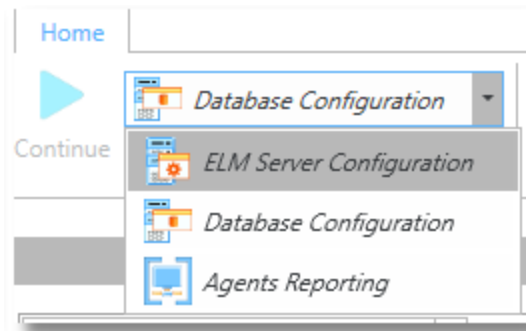 Home
Database Configuration
Continue
ELM Server Configuration
Database Configuration
Agents Reporting